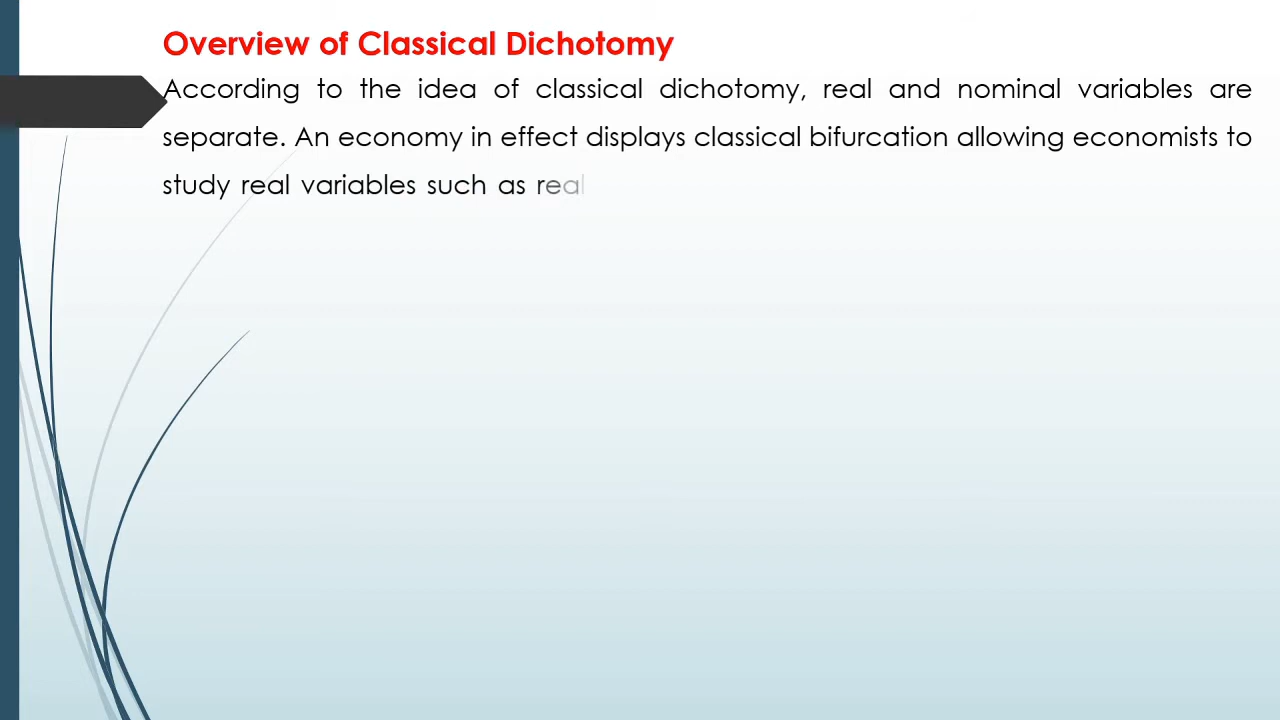 Overview of Classical Dichotomy
According to the idea of classical dichotomy, real and nominal variables are
separate. An economy in effect displays classical bifurcation allowing economists to
study real variables such as real